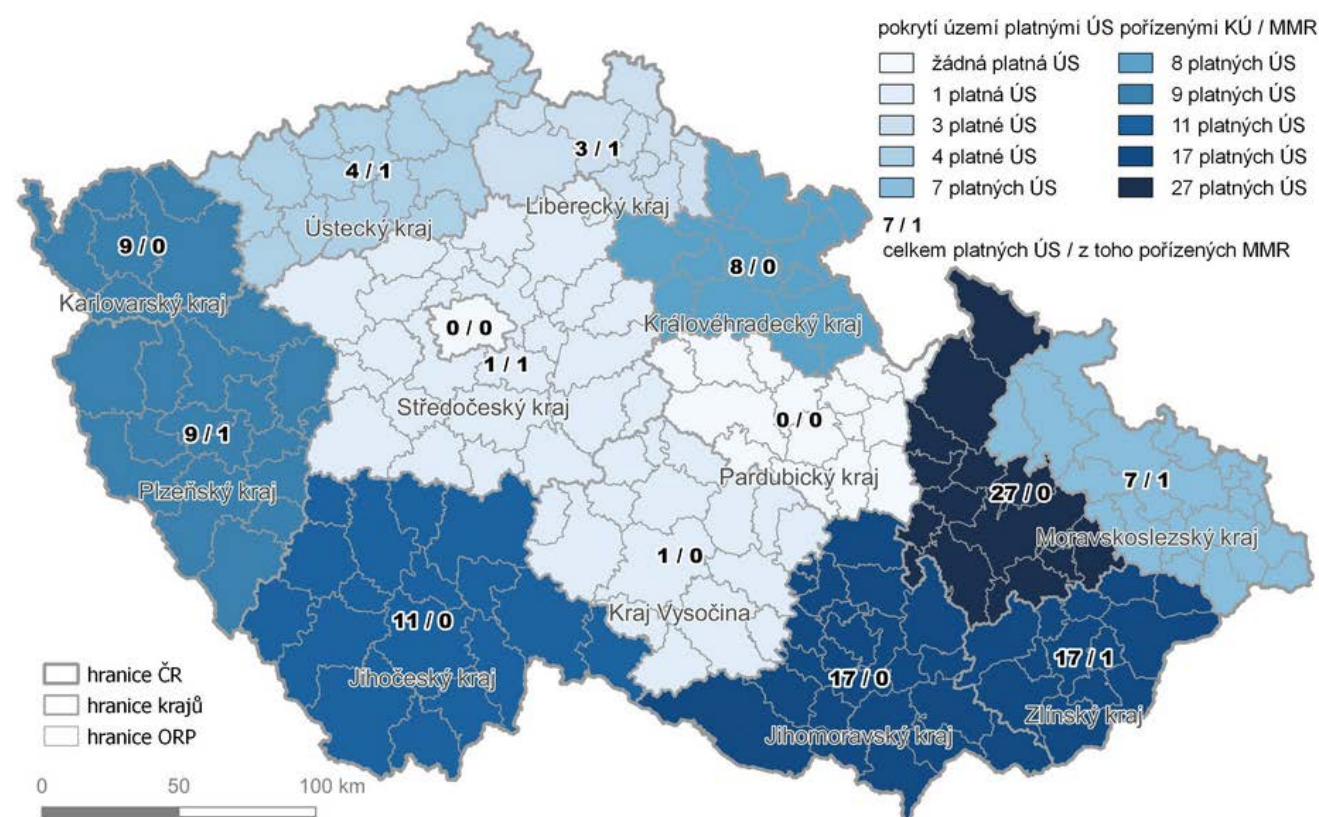 pokrytí území platnými ÚS pořízenými KÚ / MMR
žádná platná ÚS
1 platná ÚS
3 platné ÚS
4 platné ÚS
7 platných ÚS
8 platných ÚS
9 platných ÚS
11 platných ÚS
17 platných ÚS
27 platných ÚS
7 / 1
celkem platných ÚS / z toho pořízených MMR
3 / 1
Liberecký kraj
4 / 1
Ústecký kraj
9 / 0
Karlovarský kraj
8 / 0
Královéhradecký kraj
0 / 0
1 / 1
Středočeský kraj
9 / 1
Plzeňský kraj
0 / 0
Pardubický kraj
27 / 0
7 / 1
Moravskoslezský kraj
1 / 0
Kraj Vysočina
11 / 0
Jihočeský kraj
17 / 0
Jihomoravský kraj
17 / 1
Zlínský kraj
hranice ČR
hranice krajů
hranice ORP
0 50 100 km